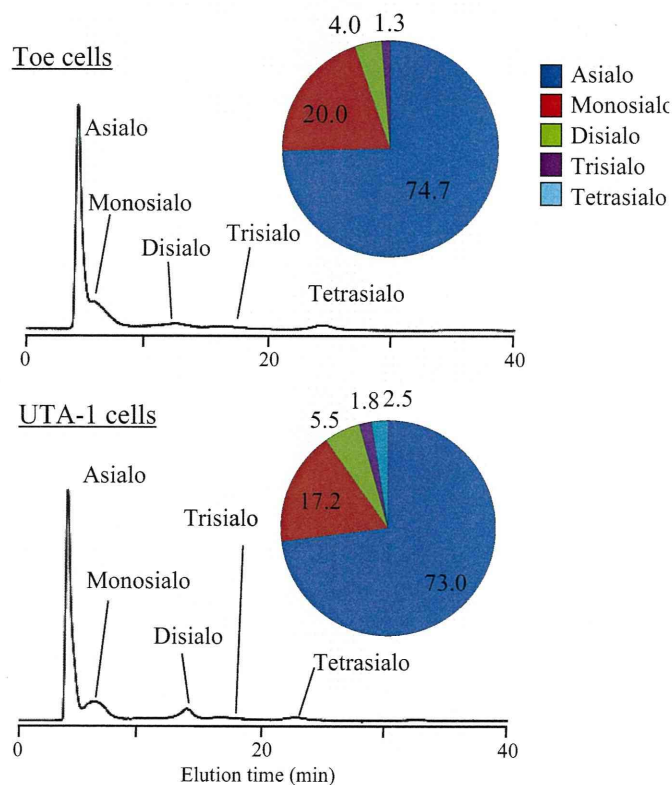 4.0 1.3
Toe cells
Asialo
Monosialo
Disialo
Trisialo
Tetrasialo
20.0
74.7
Asialo
Monosialo
Disialo
Trisialo
Tetrasialo
0 20 40
UTA-1 cells
5.5 1.8 2.5
Asialo
Monosialo
Disialo
Trisialo
Tetrasialo
17.2
73.0
0 20 40
Elution time (min)